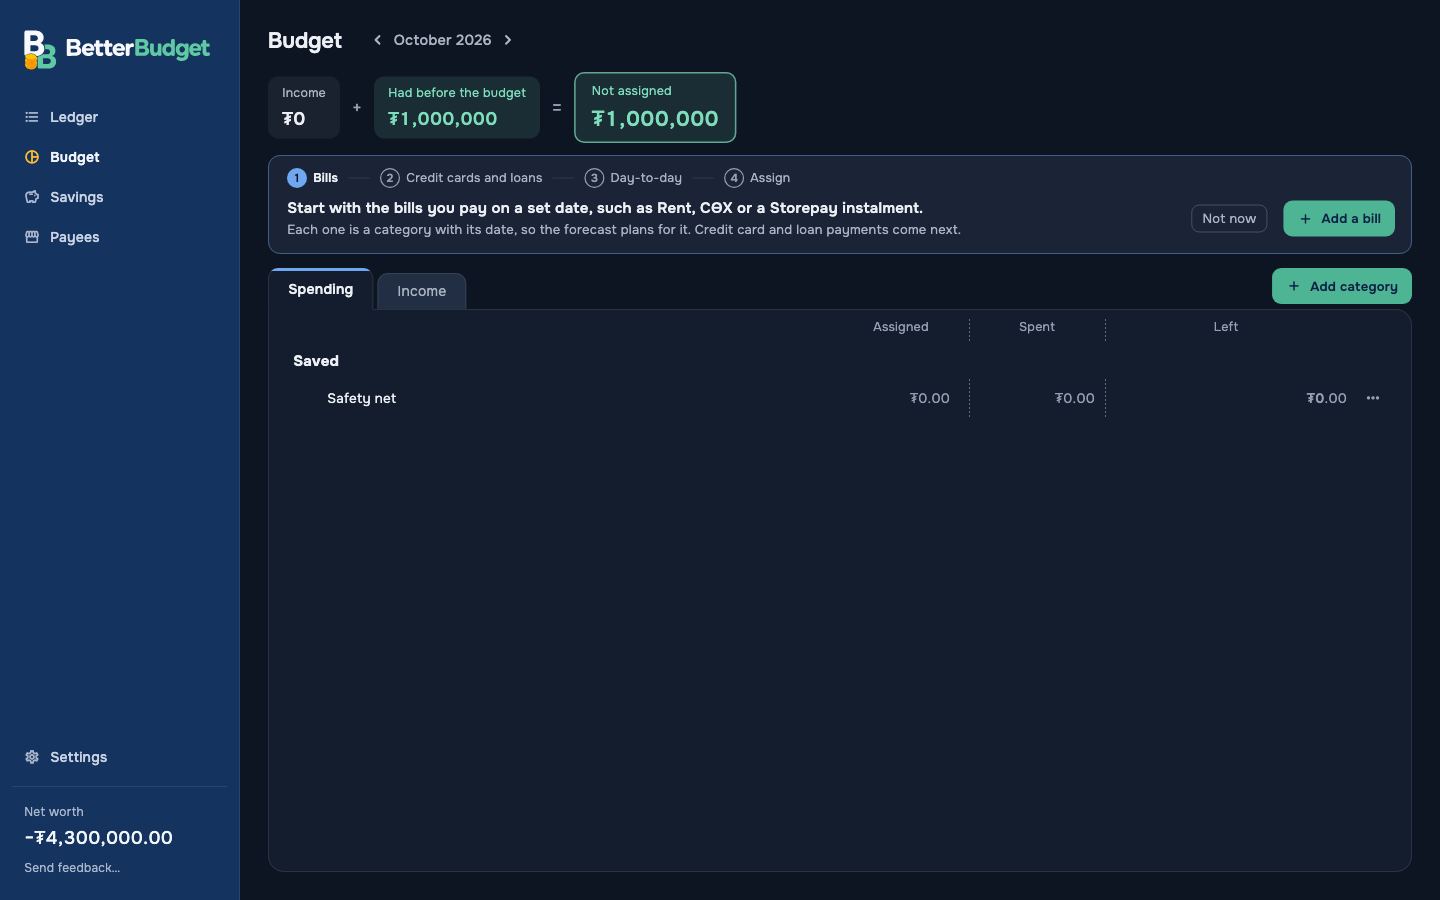 BetterBudget
Ledger
Budget
Savings
Payees
Settings
Net worth
-₮4,300,000.00
Send feedback...
Budget
October 2026
Income
₮0
+
Had before the budget
₮1,000,000
=
Not assigned
₮1,000,000
1 Bills
2 Credit cards and loans
3 Day-to-day
4 Assign
Start with the bills you pay on a set date, such as Rent, СӨХ or a Storepay instalment.
Each one is a category with its date, so the forecast plans for it. Credit card and loan payments come next.
Not now
+ Add a bill
Spending
Income
+ Add category
Assigned Spent Left
Saved
Safety net ₮0.00 ₮0.00 ₮0.00 •••